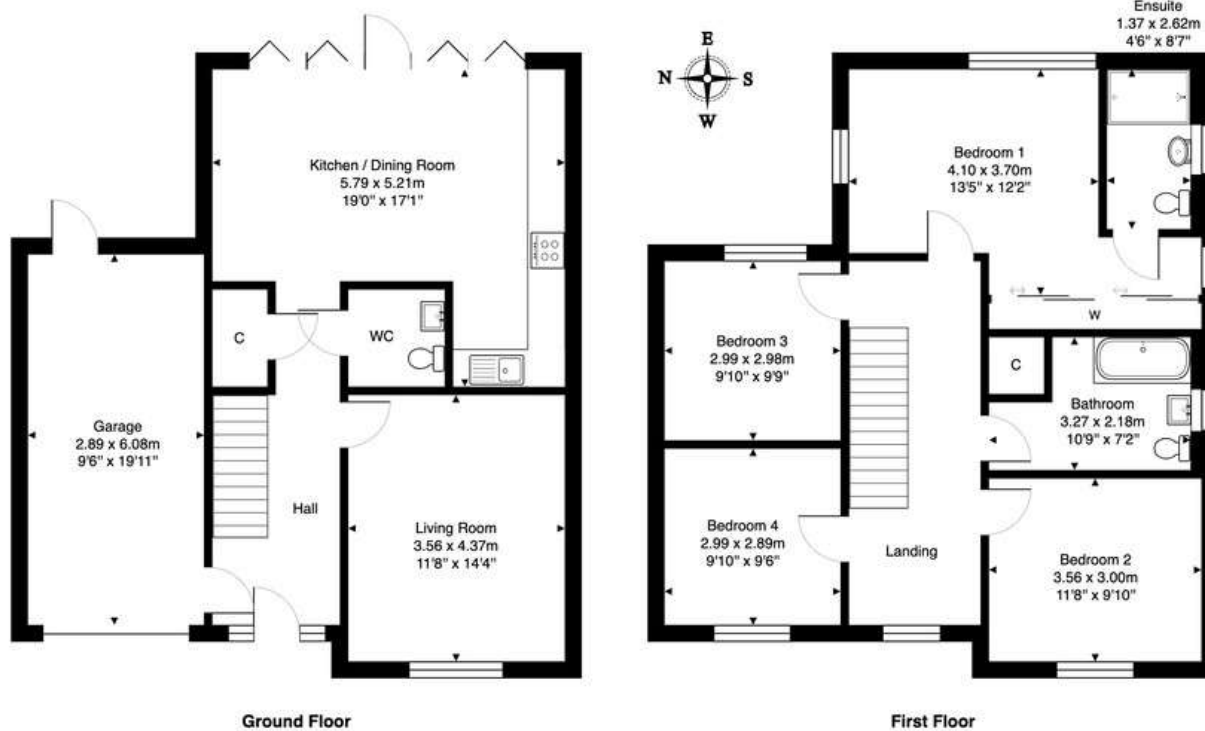 Kitchen / Dining Room
5.79 x 5.21m
19'0" x 17'1"
C
WC
Garage
2.89 x 6.08m
9'6" x 19'11"
Hall
Living Room
3.56 x 4.37m
11'8" x 14'4"
Ground Floor
E
N
S
W
Ensuite
1.37 x 2.62m
4'6" x 8'7"
Bedroom 1
4.10 x 3.70m
13'5" x 12'2"
W
Bedroom 3
2.99 x 2.98m
9'10" x 9'9"
C
Bathroom
3.27 x 2.18m
10'9" x 7'2"
Bedroom 4
2.99 x 2.89m
9'10" x 9'6"
Landing
Bedroom 2
3.56 x 3.00m
11'8" x 9'10"
First Floor